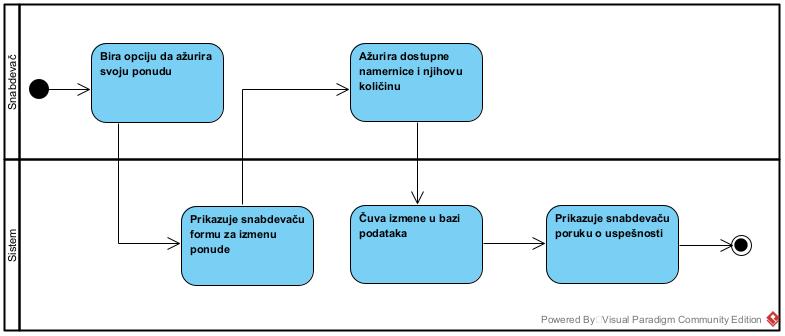 Snabdevač
Bira opciju da ažurira
svoju ponudu
Ažurira dostupne
namernice i njihovu
količinu
Sistem
Prikazuje snabdevaču
formu za izmenu
ponude
Čuva izmene u bazi
podataka
Prikazuje snabdevaču
poruku o uspešnosti
Powered By Visual Paradigm Community Edition